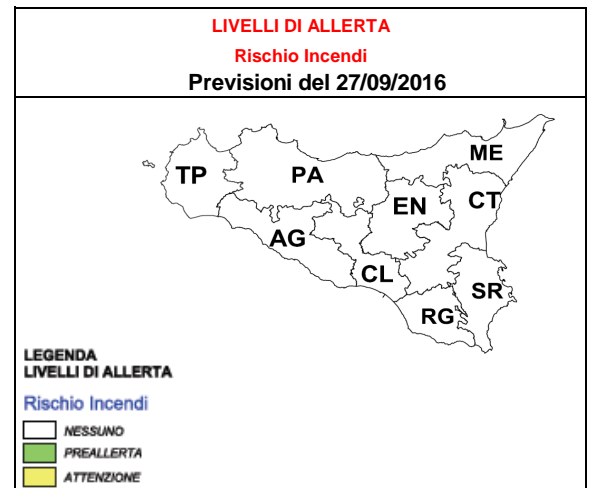 LIVELLI DI ALLERTA
Rischio Incendi
Previsioni del 27/09/2016
ME
TP
PA
EN
CT
AG
CL
SR
RG
LEGENDA
LIVELLI DI ALLERTA
Rischio Incendi
NESSUNO
PREALLERTA
ATTENZIONE